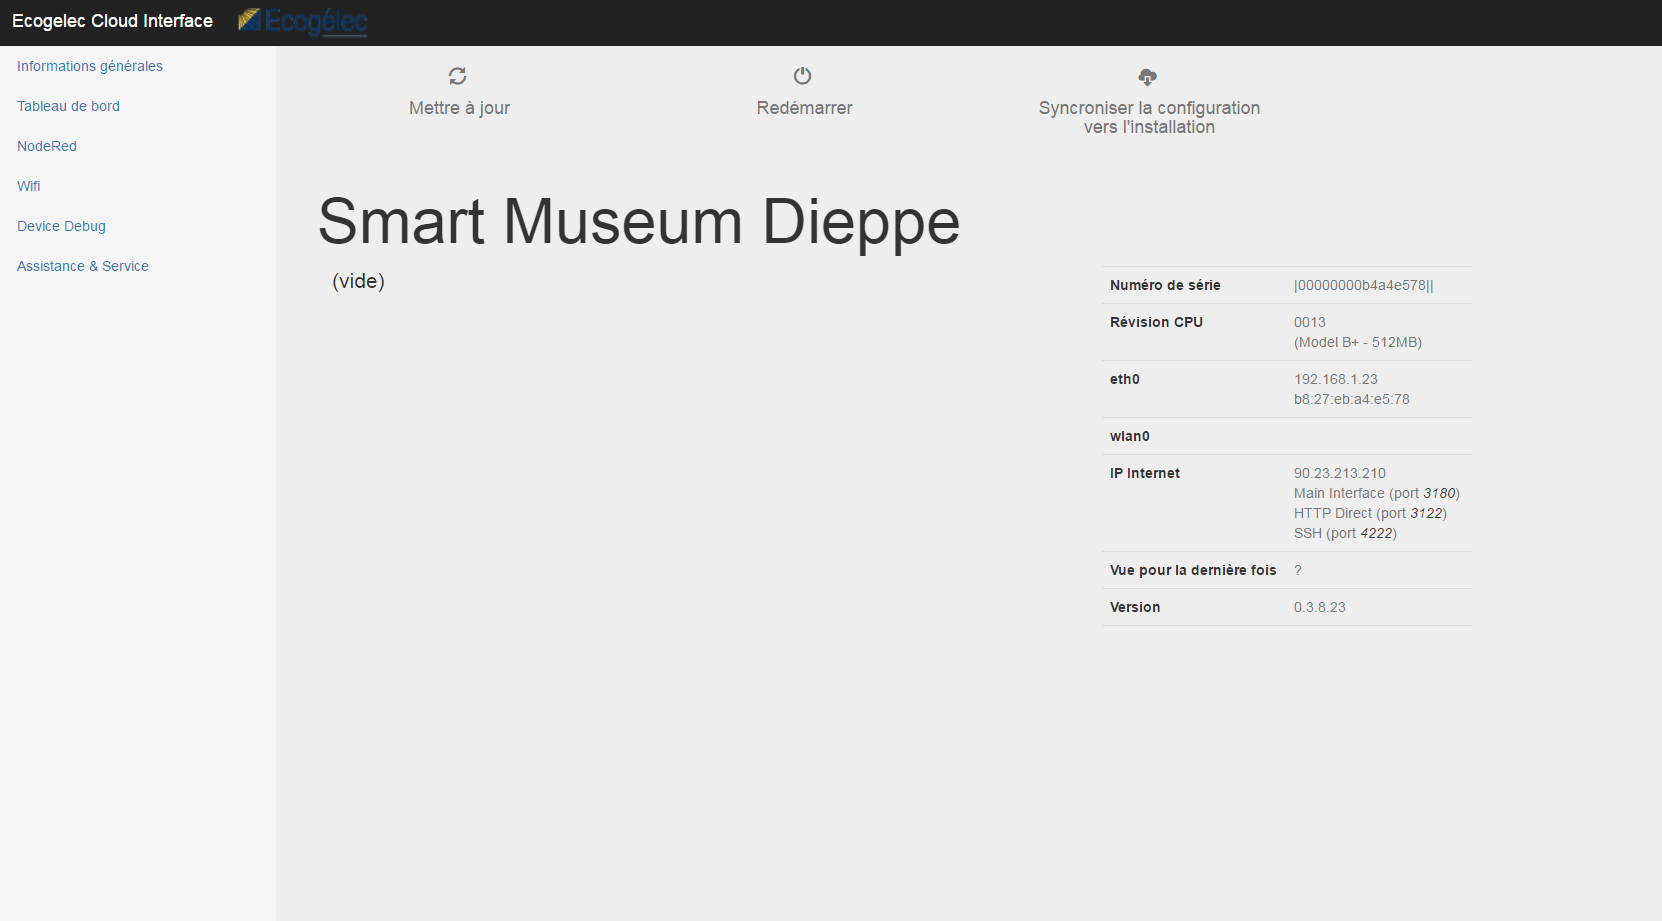 Ecogelec Cloud Interface
Ecogélec
Informations générales
Tableau de bord
NodeRed
Wifi
Device Debug
Assistance & Service
Mettre à jour
Redémarrer
Syncroniser la configuration
vers l'installation
Smart Museum Dieppe
(vide)
Numéro de série |00000000b4a4e578||
Révision CPU 0013
(Model B+ - 512MB)
eth0 192.168.1.23
b8:27:eb:a4:e5:78
wlan0
IP Internet 90.23.213.210
Main Interface (port 3180)
HTTP Direct (port 3122)
SSH (port 4222)
Vue pour la dernière fois ?
Version 0.3.8.23